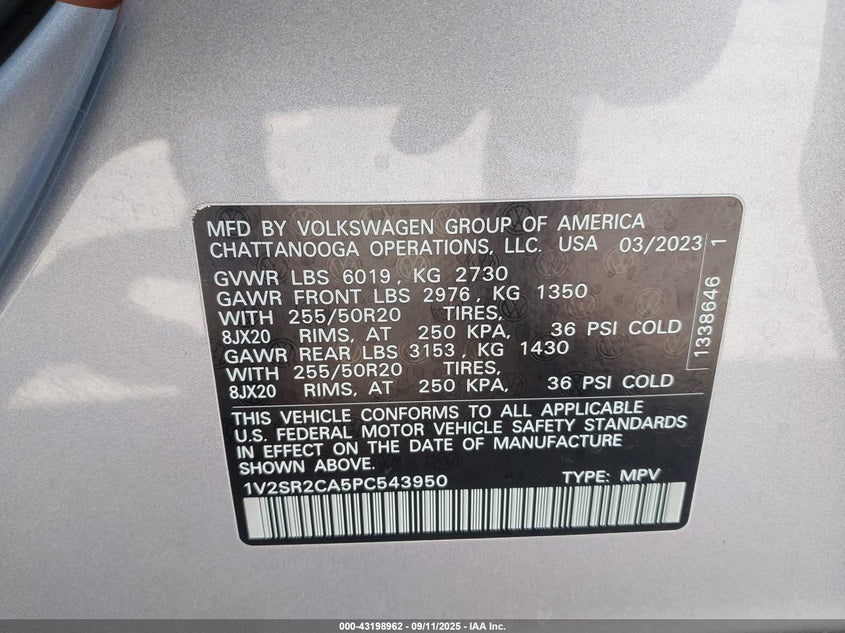 MFD BY VOLKSWAGEN GROUP OF AMERICA
CHATTANOOGA OPERATIONS, LLC. USA 03/2023
GVWR LBS 6019, KG 2730
GAWR FRONT LBS 2976, KG 1350
WITH 255/50R20 TIRES,
8JX20 RIMS, AT 250 KPA, 36 PSI COLD
GAWR REAR LBS 3153, KG 1430
WITH 255/50R20 TIRES,
8JX20 RIMS, AT 250 KPA, 36 PSI COLD
1338646 1
THIS VEHICLE CONFORMS TO ALL APPLICABLE
U.S. FEDERAL MOTOR VEHICLE SAFETY STANDARDS
IN EFFECT ON THE DATE OF MANUFACTURE
SHOWN ABOVE.
1V2SR2CA5PC543950 TYPE: MPV
000-43198962 - 09/11/2025 - IAA Inc.